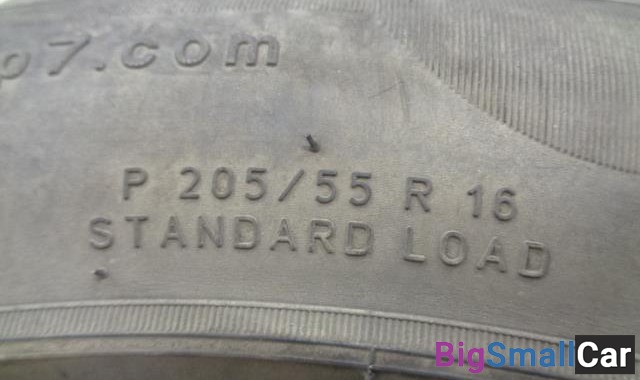 p7.com
P 205/55 R 16
STANDARD LOAD
BigSmallCar